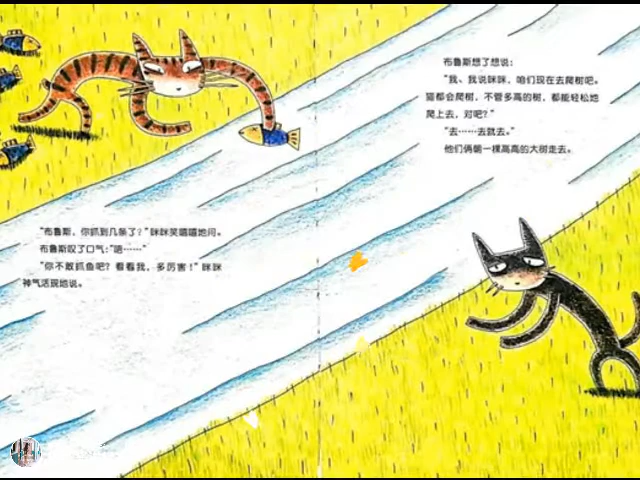 "布鲁斯，你抓到几条了？"咪咪笑嘻嘻地问。
布鲁斯叹了口气："唔……"
"你不敢抓鱼吧？看看我，多厉害！"咪咪
神气活现地说。
布鲁斯想了想说：
"我、我说咪咪，咱们现在去爬树吧。
猫都会爬树，不管多高的树，都能轻松地
爬上去，对吧？"
"去……去就去。"
他们俩朝一棵高高的大树走去。